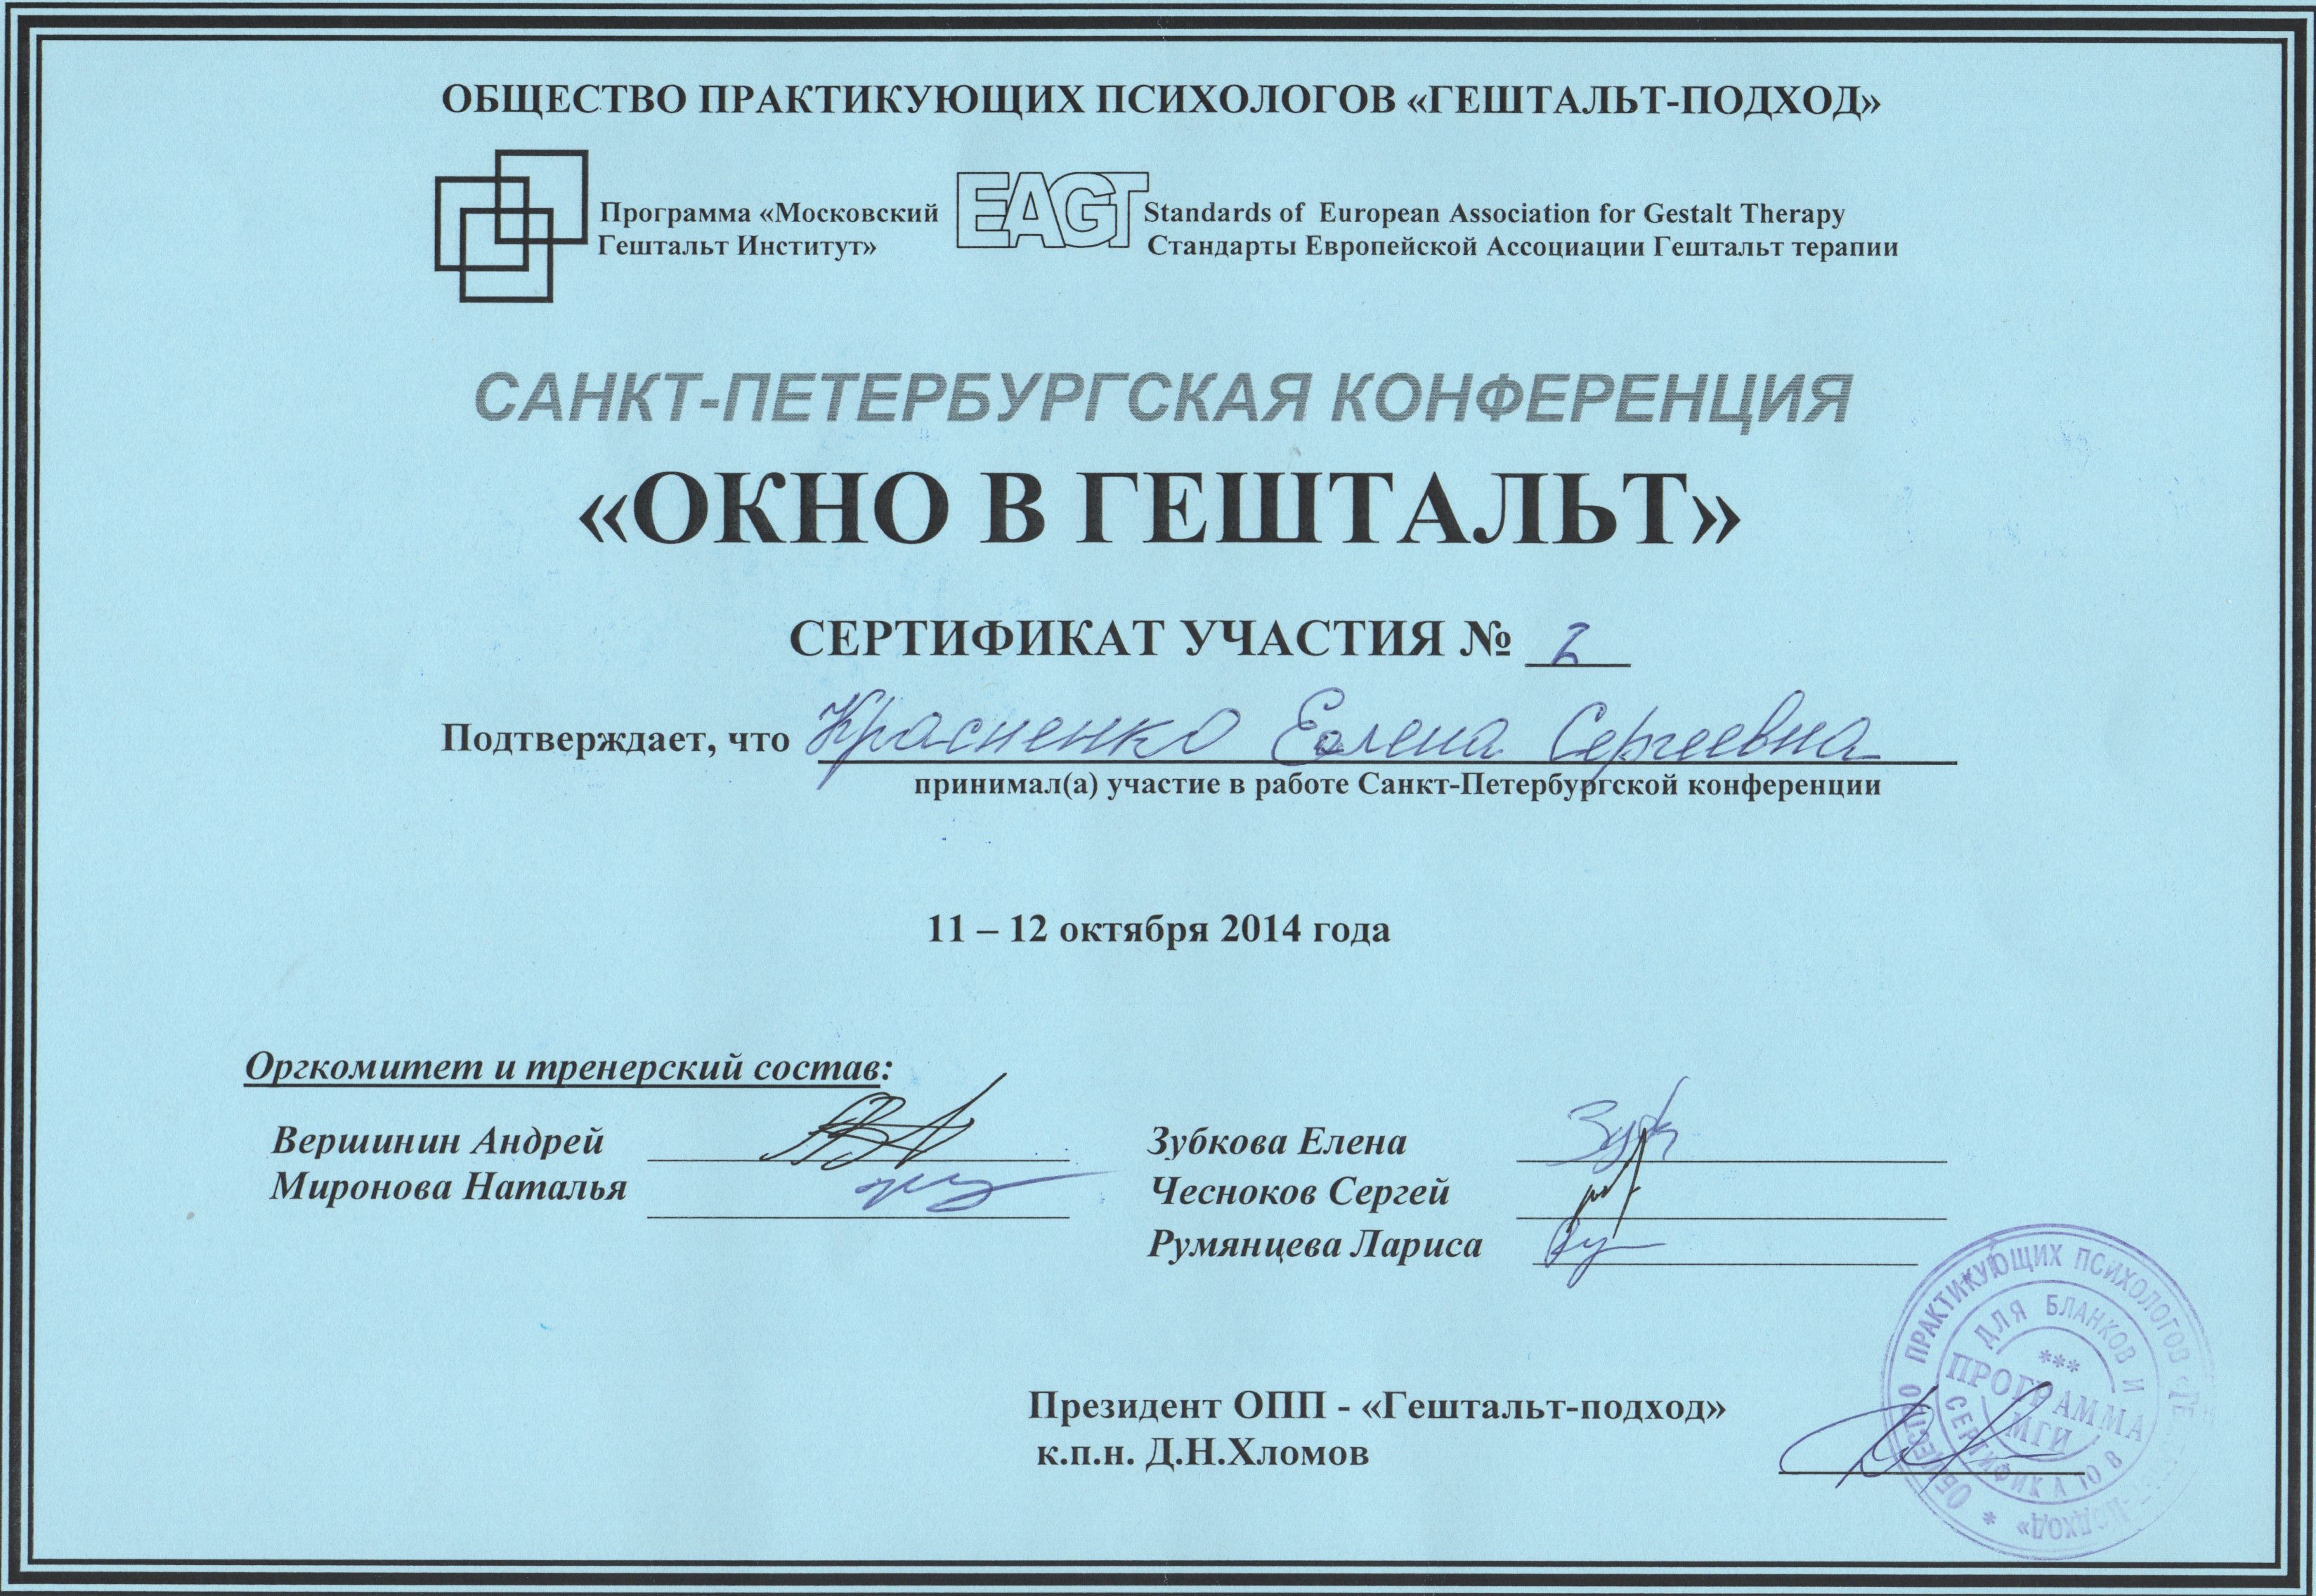 ОБЩЕСТВО ПРАКТИКУЮЩИХ ПСИХОЛОГОВ «ГЕШТАЛЬТ-ПОДХОД»
Программа «Московский
Гештальт Институт»
EAGT
Standards of European Association for Gestalt Therapy
Стандарты Европейской Ассоциации Гештальт терапии
САНКТ-ПЕТЕРБУРГСКАЯ КОНФЕРЕНЦИЯ
«ОКНО В ГЕШТАЛЬТ»
СЕРТИФИКАТ УЧАСТИЯ № 2
Подтверждает, что Красненко Елена Сергеевна
принимал(а) участие в работе Санкт-Петербургской конференции
11 – 12 октября 2014 года
Оргкомитет и тренерский состав:
Вершинин Андрей
Миронова Наталья
Зубкова Елена
Чесноков Сергей
Румянцева Лариса
Президент ОПП - «Гештальт-подход»
к.п.н. Д.Н.Хломов
ОБЩЕСТВО ПРАКТИКУЮЩИХ ПСИХОЛОГОВ
ДЛЯ БЛАНКОВ И СЕРТИФИКАТОВ
***
ПРОГРАММА
МГИ